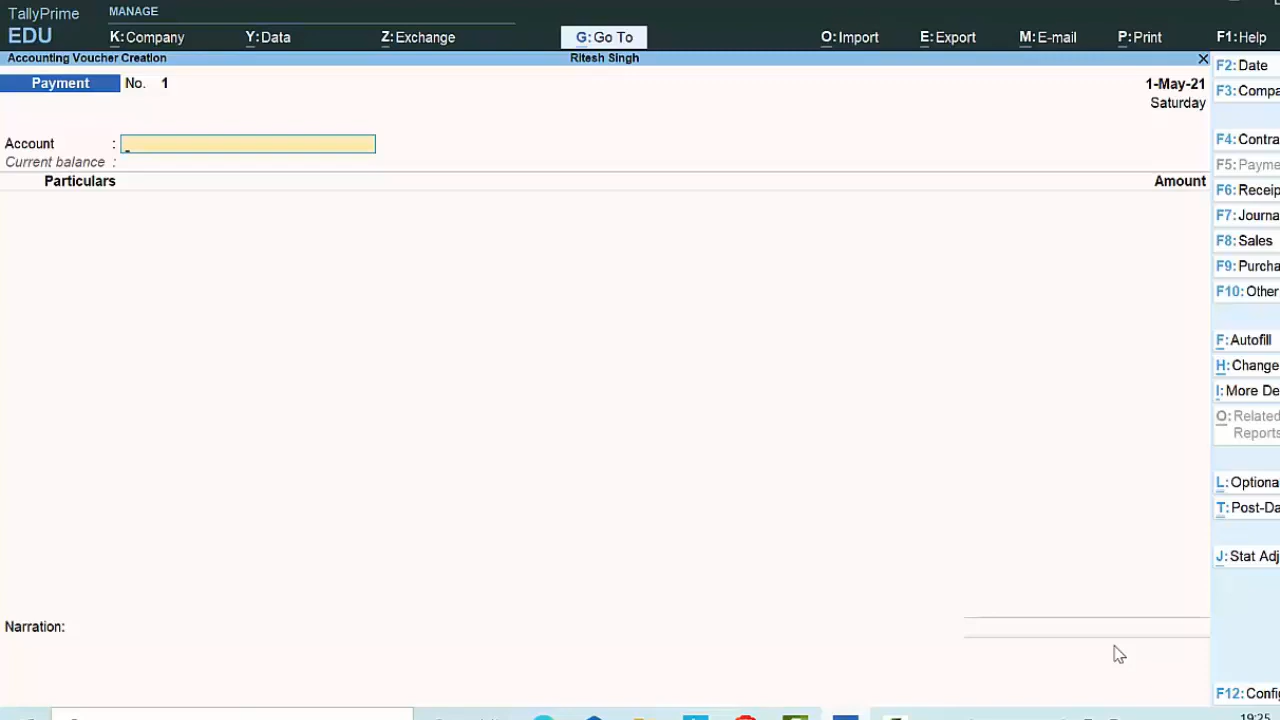 TallyPrime
MANAGE
EDU
K:Company
Y:Data
Z:Exchange
G:Go To
O:Import
E:Export
M:E-mail
P:Print
F1:Help
Accounting Voucher Creation
Ritesh Singh
F2:Date
Payment
No. 1
1-May-21
F3:Compa
Saturday
F4:Contra
Account :
Current balance :
F5:Payme
Particulars
Amount
F6:Receip
F7:Journa
F8:Sales
F9:Purcha
F10:Other
F:Autofill
H:Change
I:More De
O:Related
Reports
L:Optiona
T:Post-Da
J:Stat Adj
Narration:
F12:Config
19:25